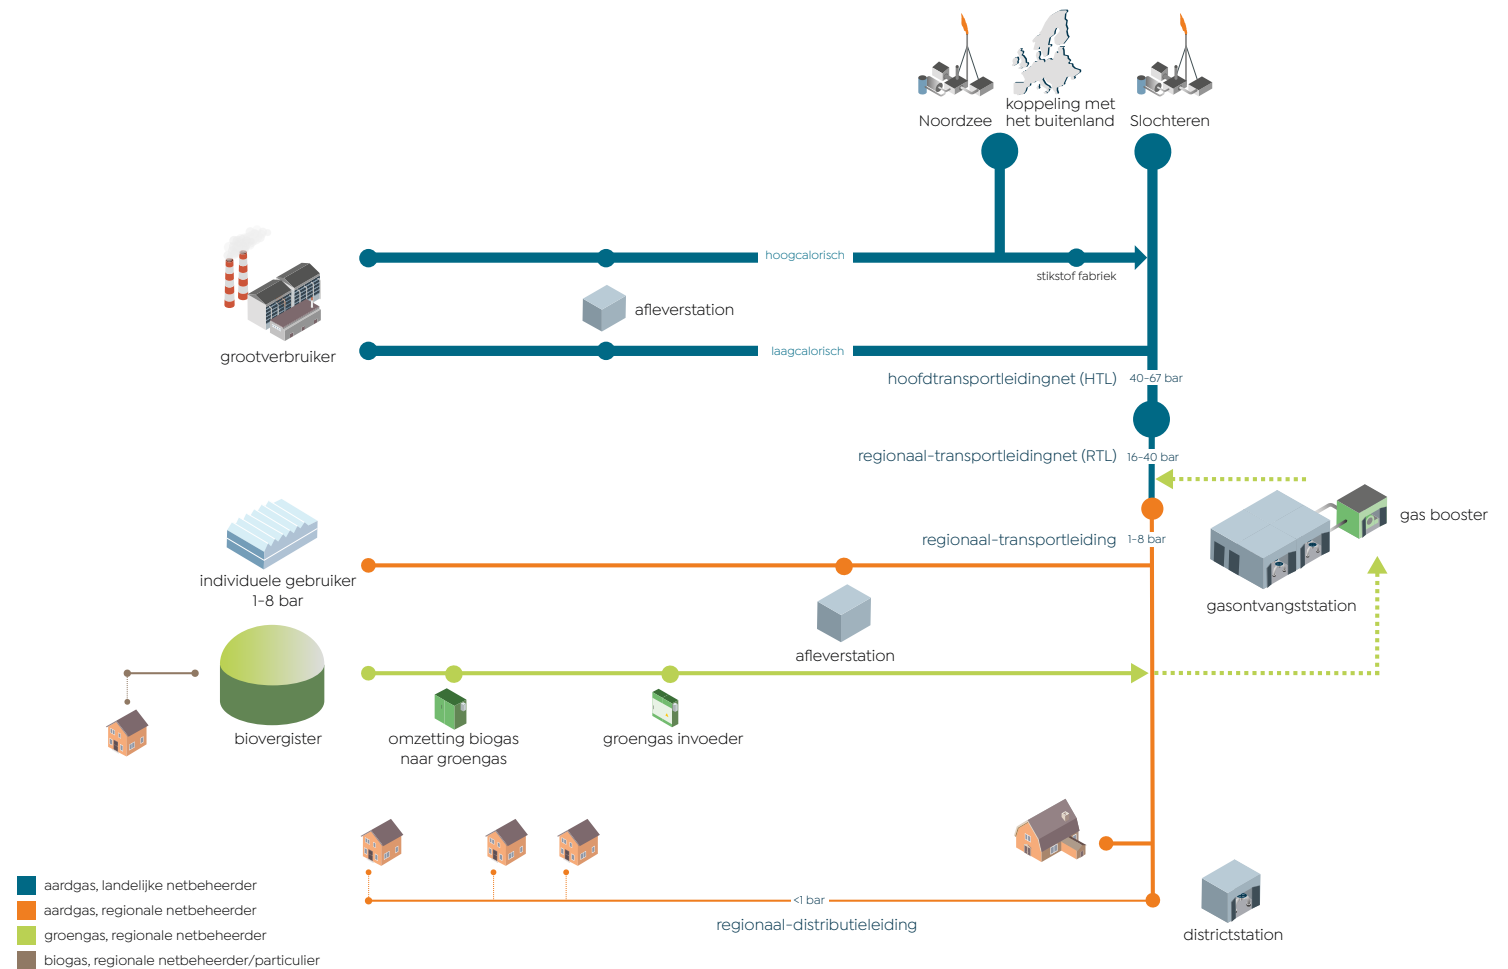 koppeling met
het buitenland
Noordzee
Slochteren
hoogcalorisch
stikstof fabriek
afleverstation
grootverbruiker
laagcalorisch
hoofdtransportleidingnet (HTL)
40-67 bar
regionaal-transportleidingnet (RTL)
16-40 bar
gas booster
regionaal-transportleiding
1-8 bar
individuele gebruiker
1-8 bar
gasontvangststation
afleverstation
biovergister
omzetting biogas
naar groengas
groengas invoeder
<1 bar
regionaal-distributieleiding
districtstation
aardgas, landelijke netbeheerder
aardgas, regionale netbeheerder
groengas, regionale netbeheerder
biogas, regionale netbeheerder/particulier